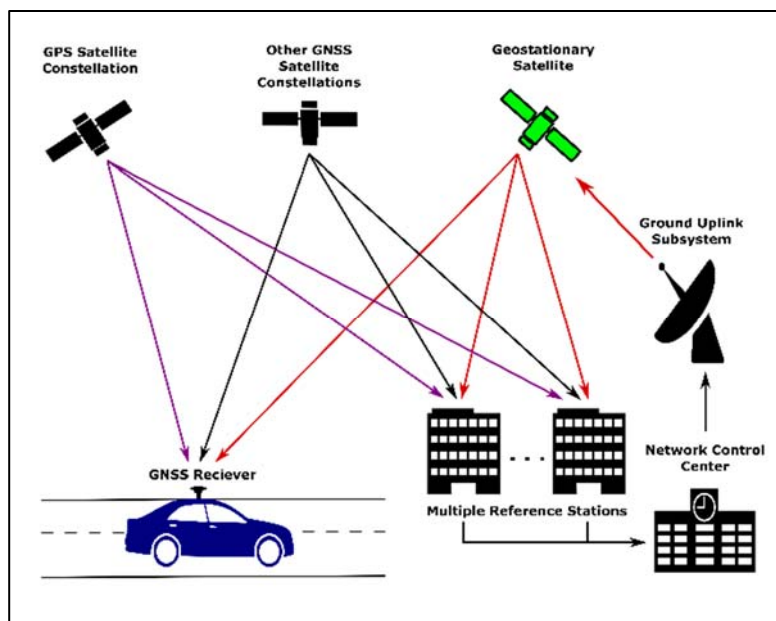 GPS Satellite
Constellation
Other GNSS
Satellite
Constellations
Geostationary
Satellite
Ground Uplink
Subsystem
GNSS Reciever
Multiple Reference Stations
Network Control
Center